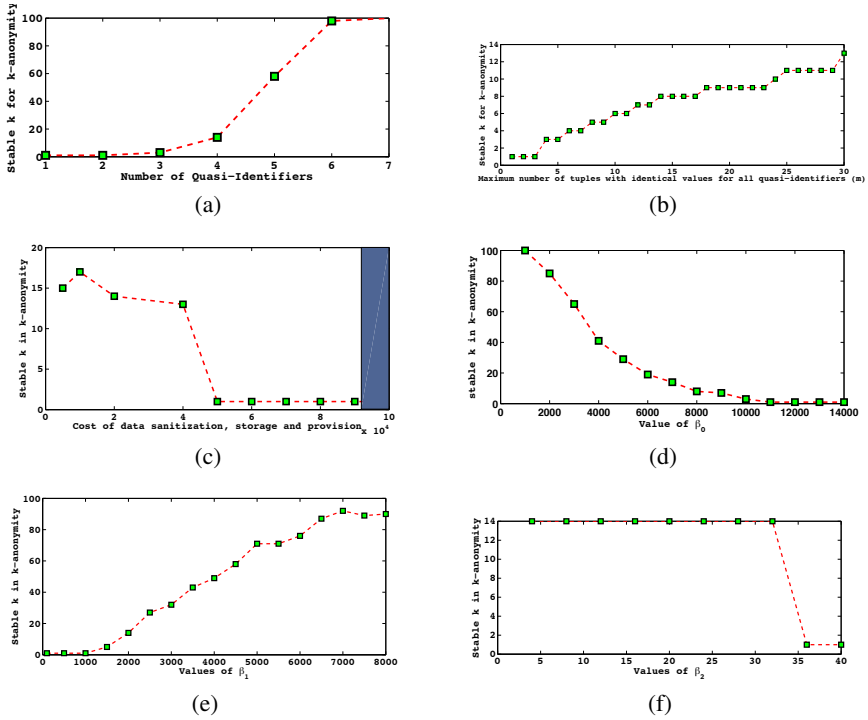 Stable k for k-anonymity
100
80
60
40
20
0
1 2 3 4 5 6 7
Number of Quasi-Identifiers
(a)
Stable k for k-anonymity
14
12
10
8
6
4
2
0
0 5 10 15 20 25 30
Maximum number of tuples with identical values for all quasi-identifiers (m)
(b)
Stable k in k-anonymity
20
15
10
5
0
0 2 4 6 8 10
x 10⁴
Cost of data sanitization, storage and provision
(c)
stable k in k-anonymity
100
80
60
40
20
0
0 2000 4000 6000 8000 10000 12000 14000
Value of β₀
(d)
Stable k in k-anonymity
100
80
60
40
20
0
0 1000 2000 3000 4000 5000 6000 7000 8000
Values of β₁
(e)
Stable k in k-anonymity
14
12
10
8
6
4
2
0
0 5 10 15 20 25 30 35 40
Values of β₂
(f)